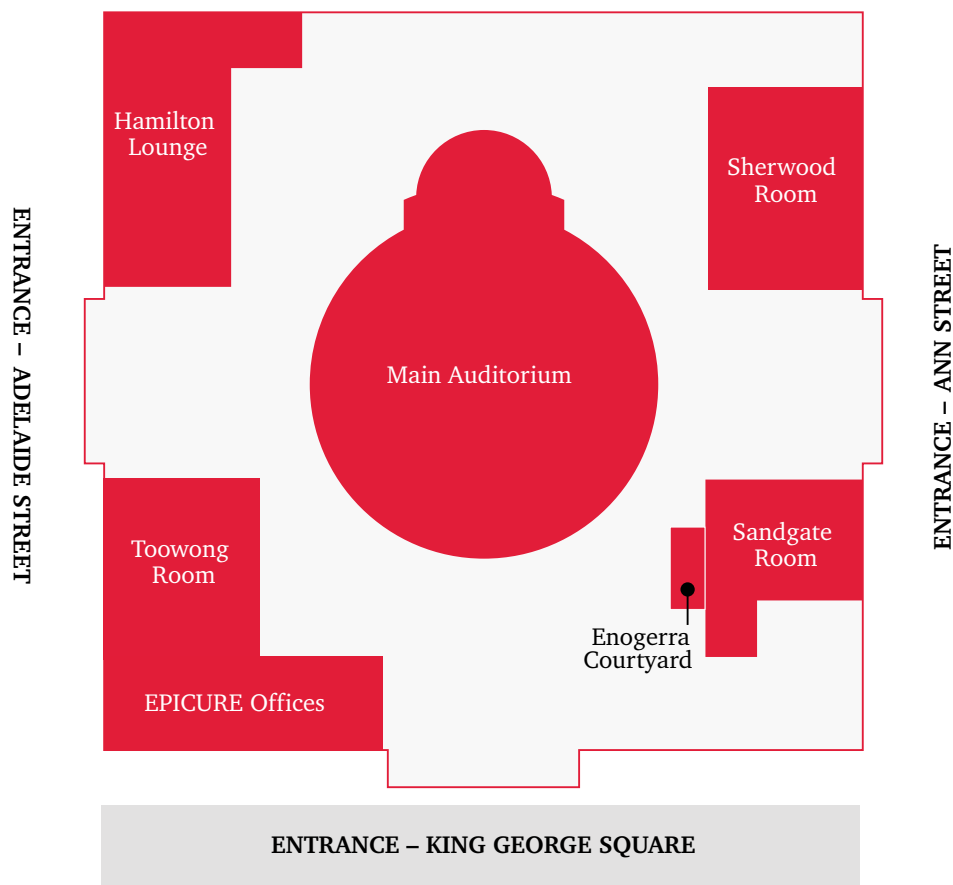 Hamilton
Lounge
Sherwood
Room
ENTRANCE – ADELAIDE STREET
ENTRANCE – ANN STREET
Main Auditorium
Toowong
Room
Sandgate
Room
Enogerra
Courtyard
EPICURE Offices
ENTRANCE – KING GEORGE SQUARE